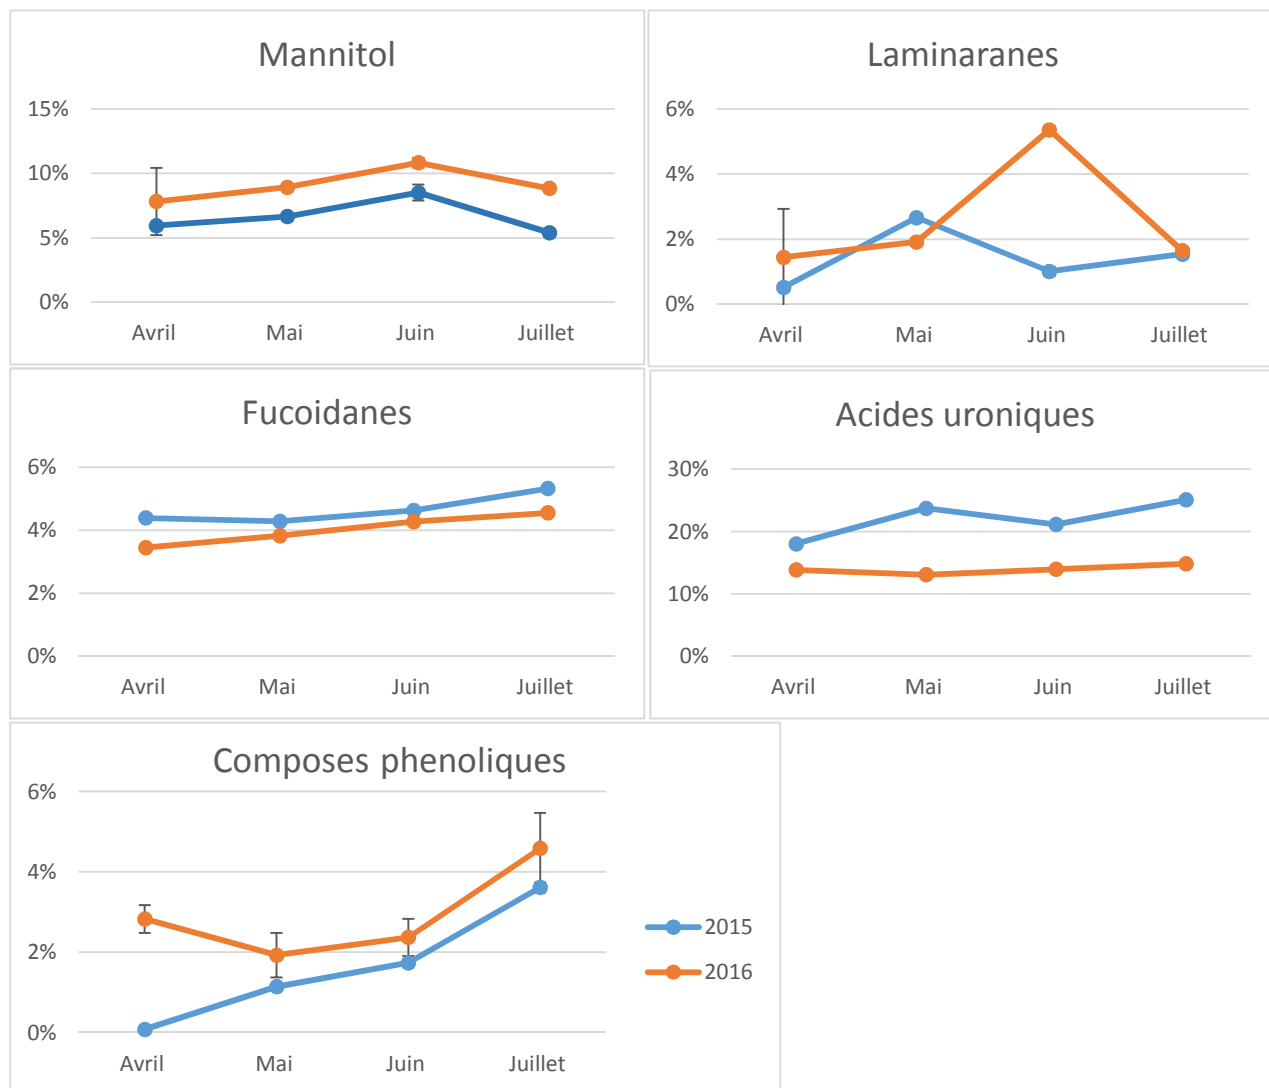 Mannitol
15%
10%
5%
0%
Avril Mai Juin Juillet
Laminaranes
6%
4%
2%
0%
Avril Mai Juin Juillet
Fucoidanes
6%
4%
2%
0%
Avril Mai Juin Juillet
Acides uroniques
30%
20%
10%
0%
Avril Mai Juin Juillet
Composes phenoliques
6%
4%
2%
0%
Avril Mai Juin Juillet
2015
2016